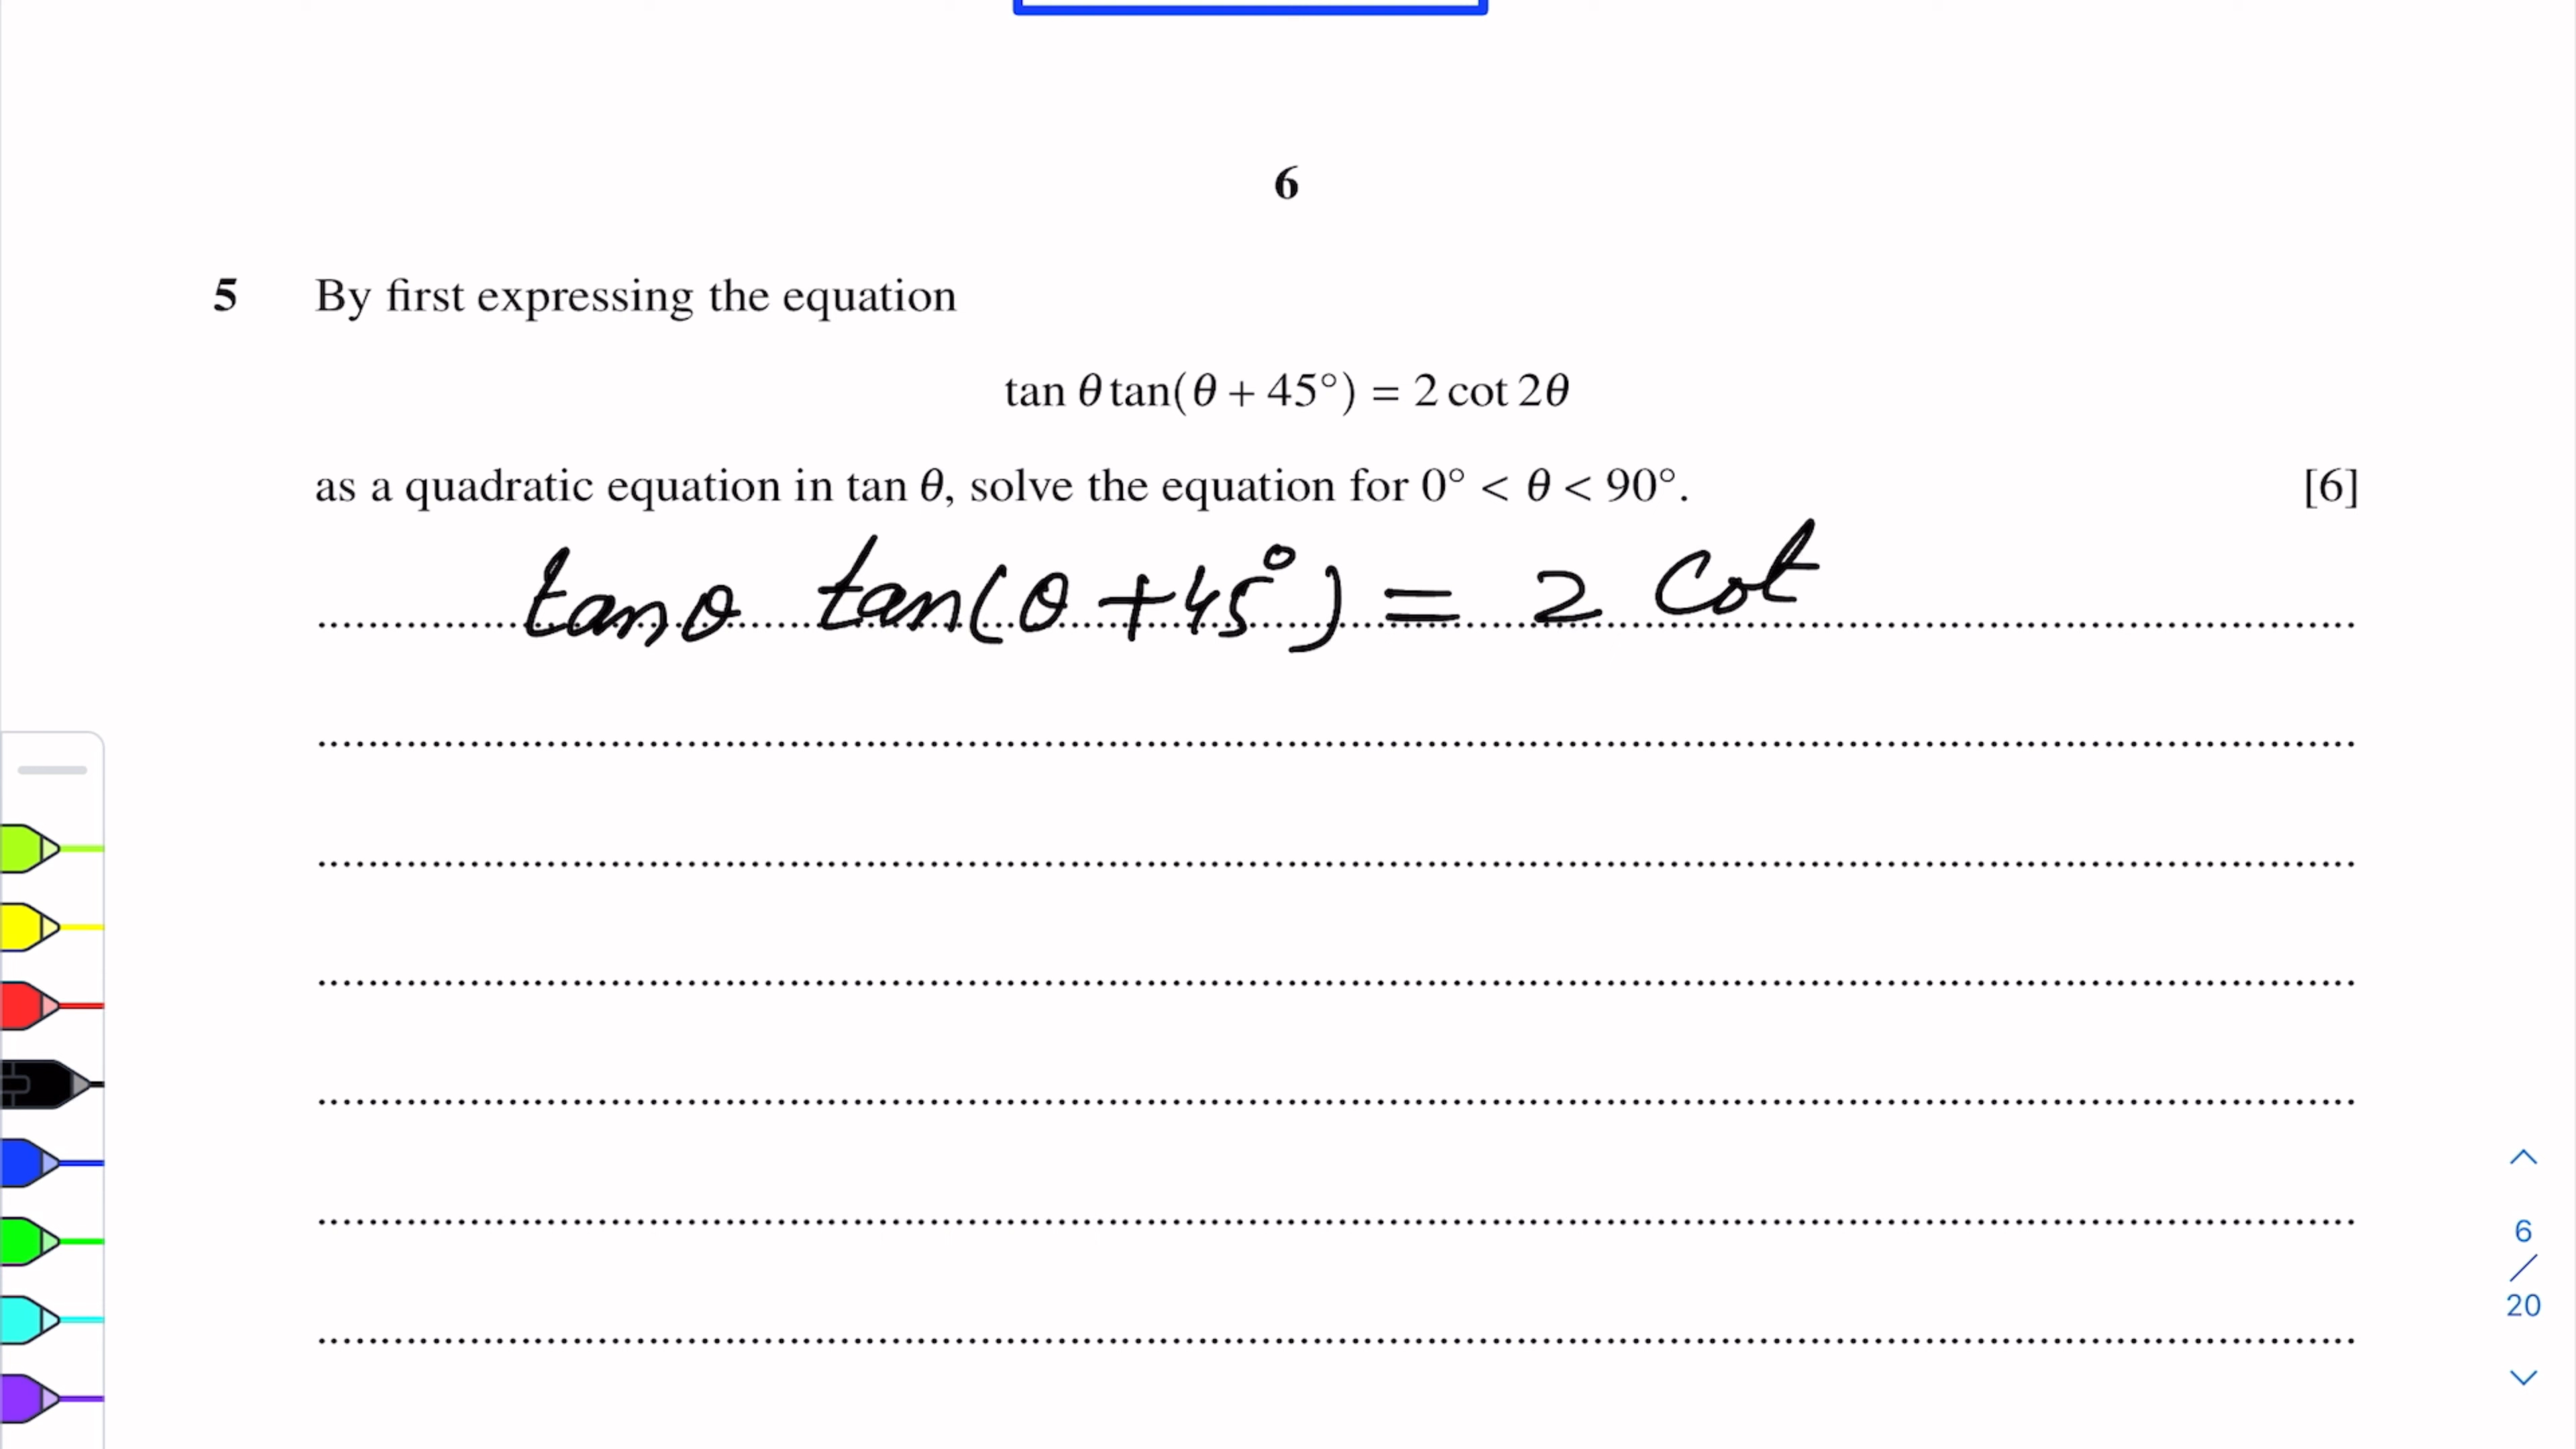 6
5 By first expressing the equation
tan θ tan(θ + 45°) = 2 cot 2θ
as a quadratic equation in tan θ, solve the equation for 0° < θ < 90°. [6]
tan θ tan(θ + 45°) = 2 cot
6
/
20